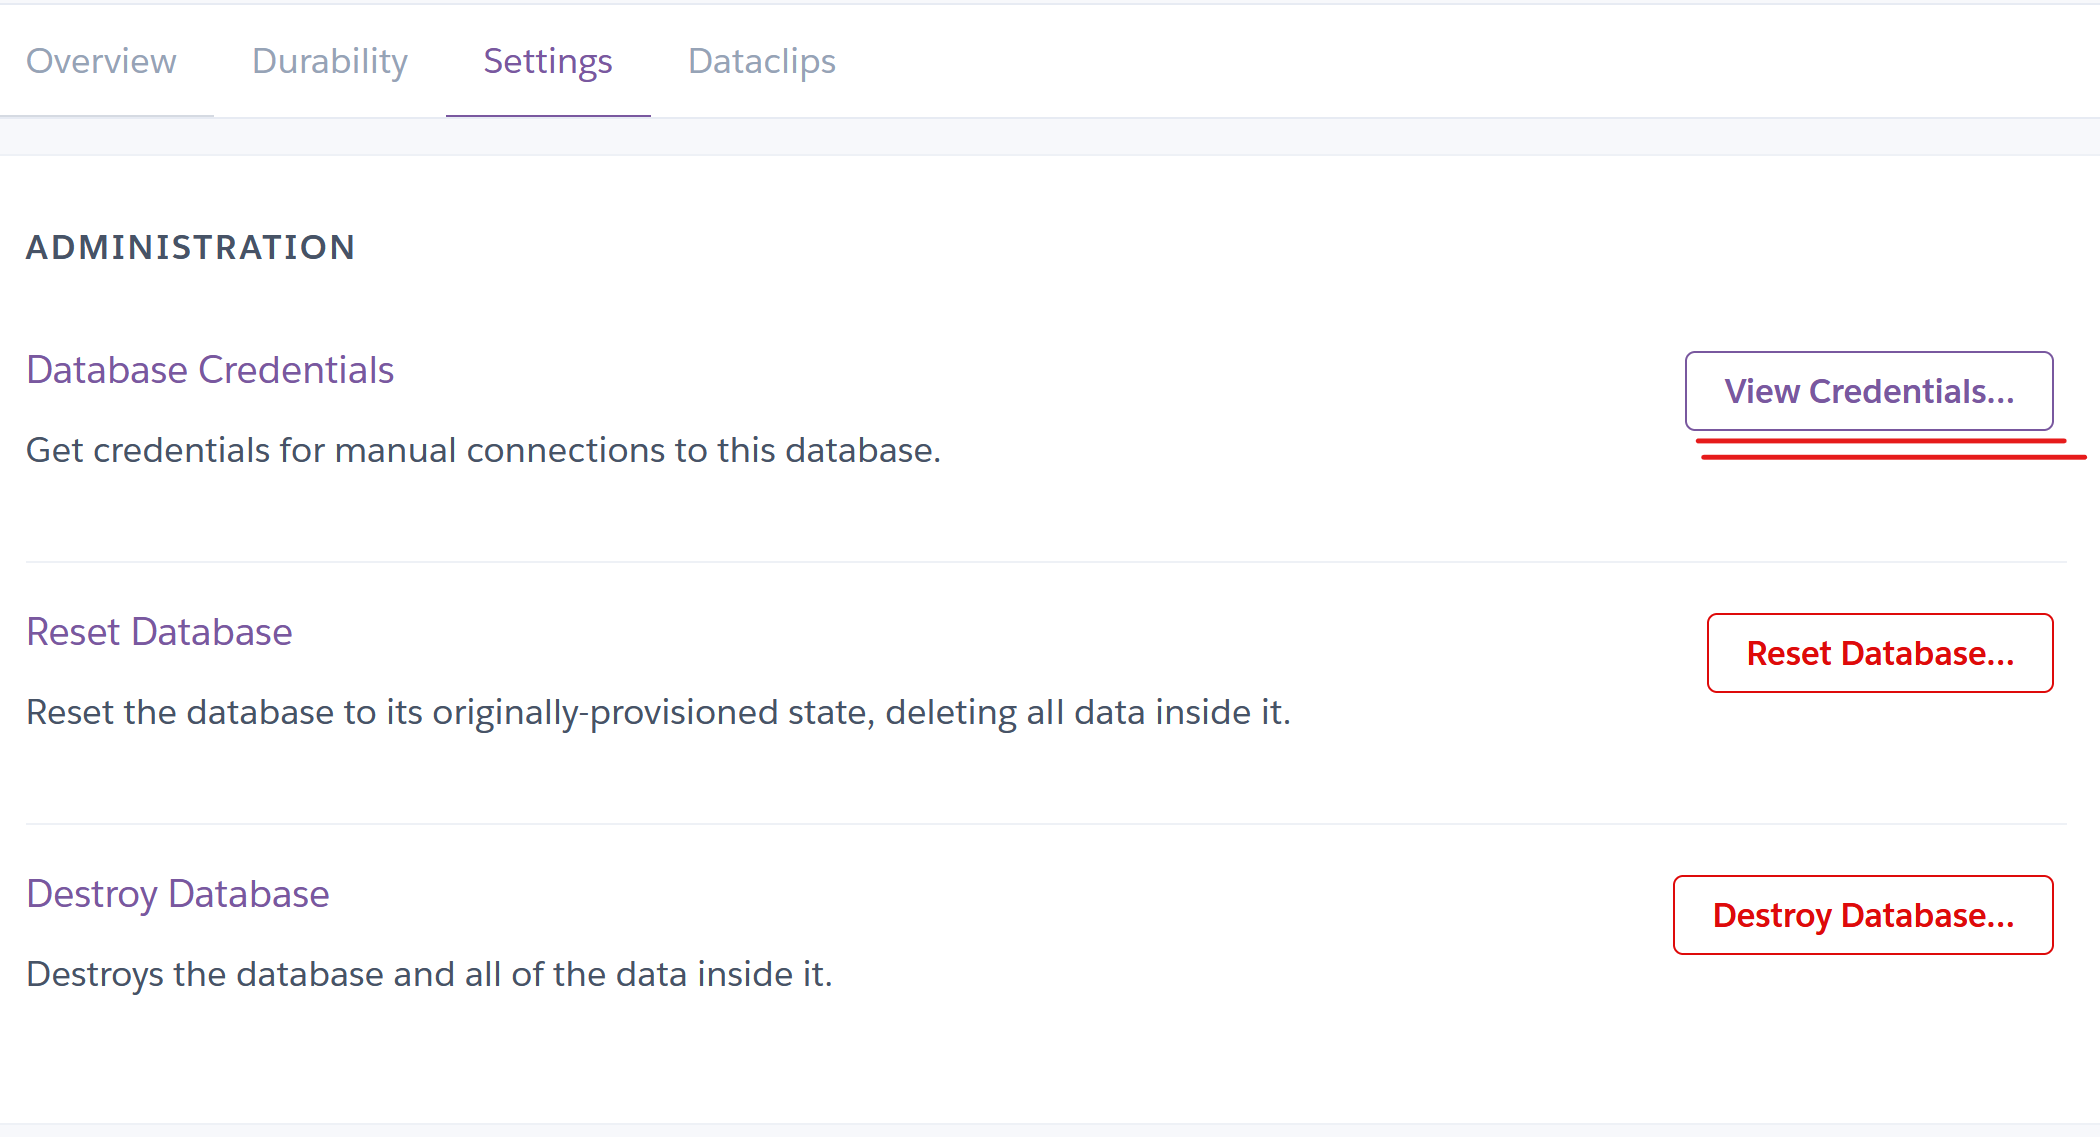 Overview Durability Settings Dataclips
ADMINISTRATION
Database Credentials
View Credentials...
Get credentials for manual connections to this database.
Reset Database
Reset Database...
Reset the database to its originally-provisioned state, deleting all data inside it.
Destroy Database
Destroy Database...
Destroys the database and all of the data inside it.